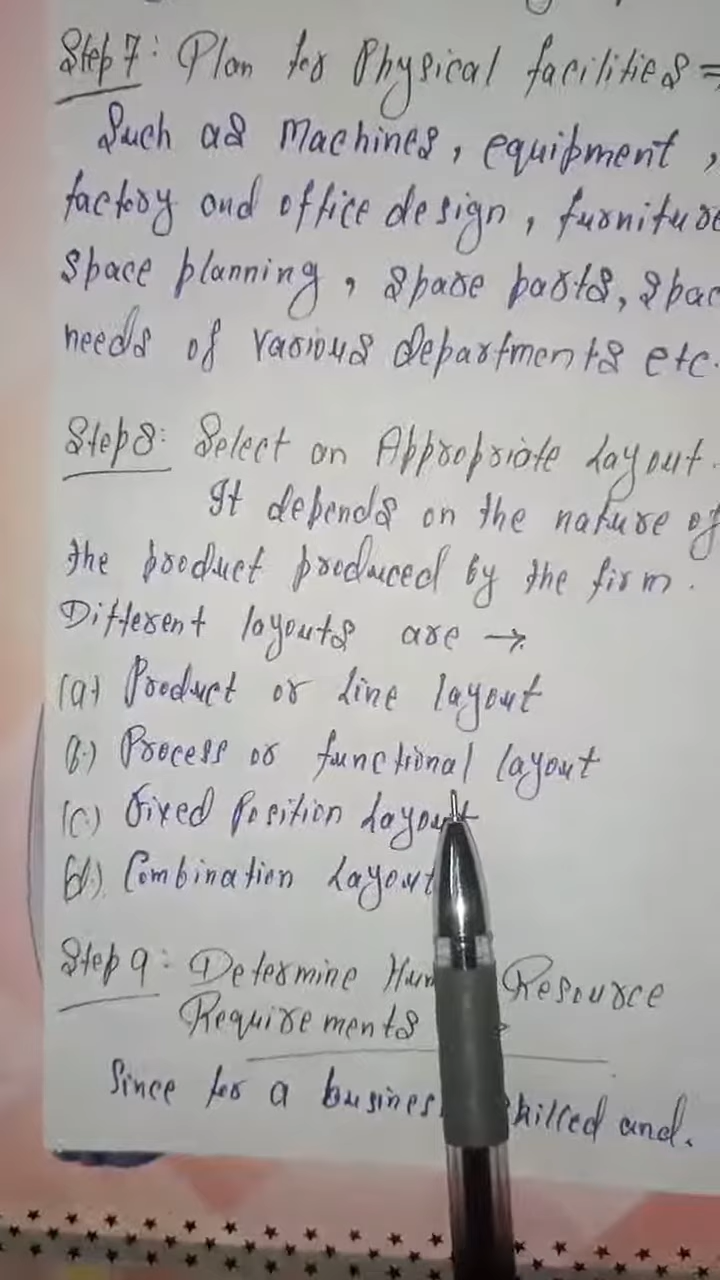 Step 7: Plan for Physical facilities =
Such as Machines, equipment,
factory and office design, furniture
Space planning, spare parts,
needs of various departments etc.
Step 8: Select an Appropriate Layout.
It depends on the nature of
the product produced by the firm.
Different layouts are →
(a) Product or Line layout
(b.) Process or functional layout
(c) Fixed Position Layout
(d.) Combination Layout
Step 9: Determine Resource
Requirements
Since for a and.